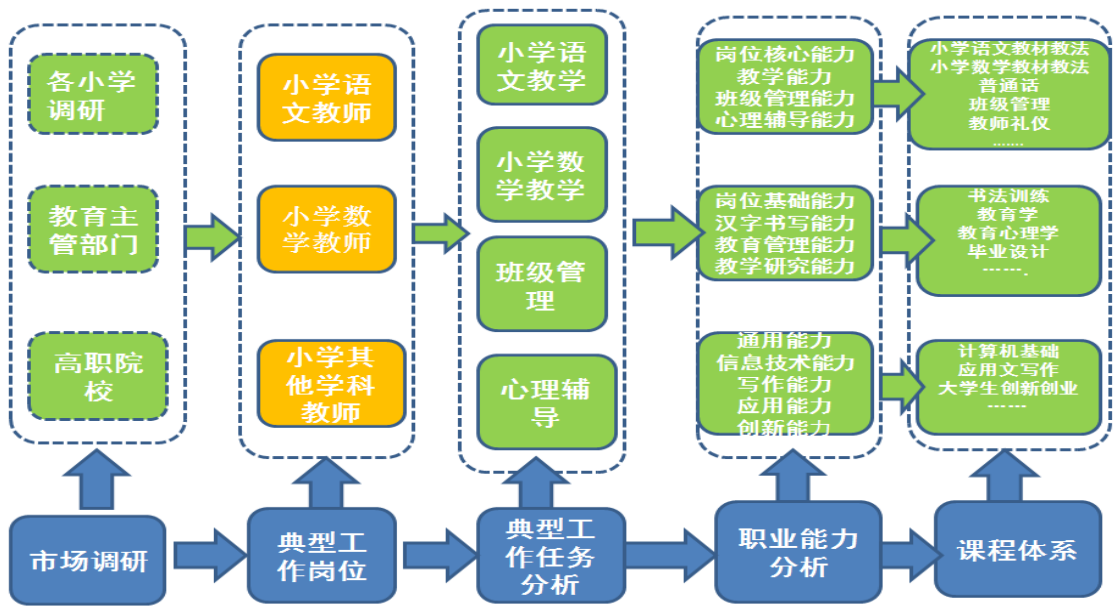 各小学
调研
教育主
管部门
高职院
校
小学语
文教师
小学数
学教师
小学其
他学科
教师
小学语
文教学
小学数
学教学
班级管
理
心理辅
导
岗位核心能力
教学能力
班级管理能力
心理辅导能力
岗位基础能力
汉字书写能力
教育管理能力
教学研究能力
通用能力
信息技术能力
写作能力
应用能力
创新能力
小学语文教材教法
小学数学教材教法
普通话
班级管理
教师礼仪
.......
书法训练
教育学
教育心理学
毕业设计
…….
计算机基础
应用文写作
大学生创新创业
……
市场调研
典型工
作岗位
典型工
作任务
分析
职业能力
分析
课程体系